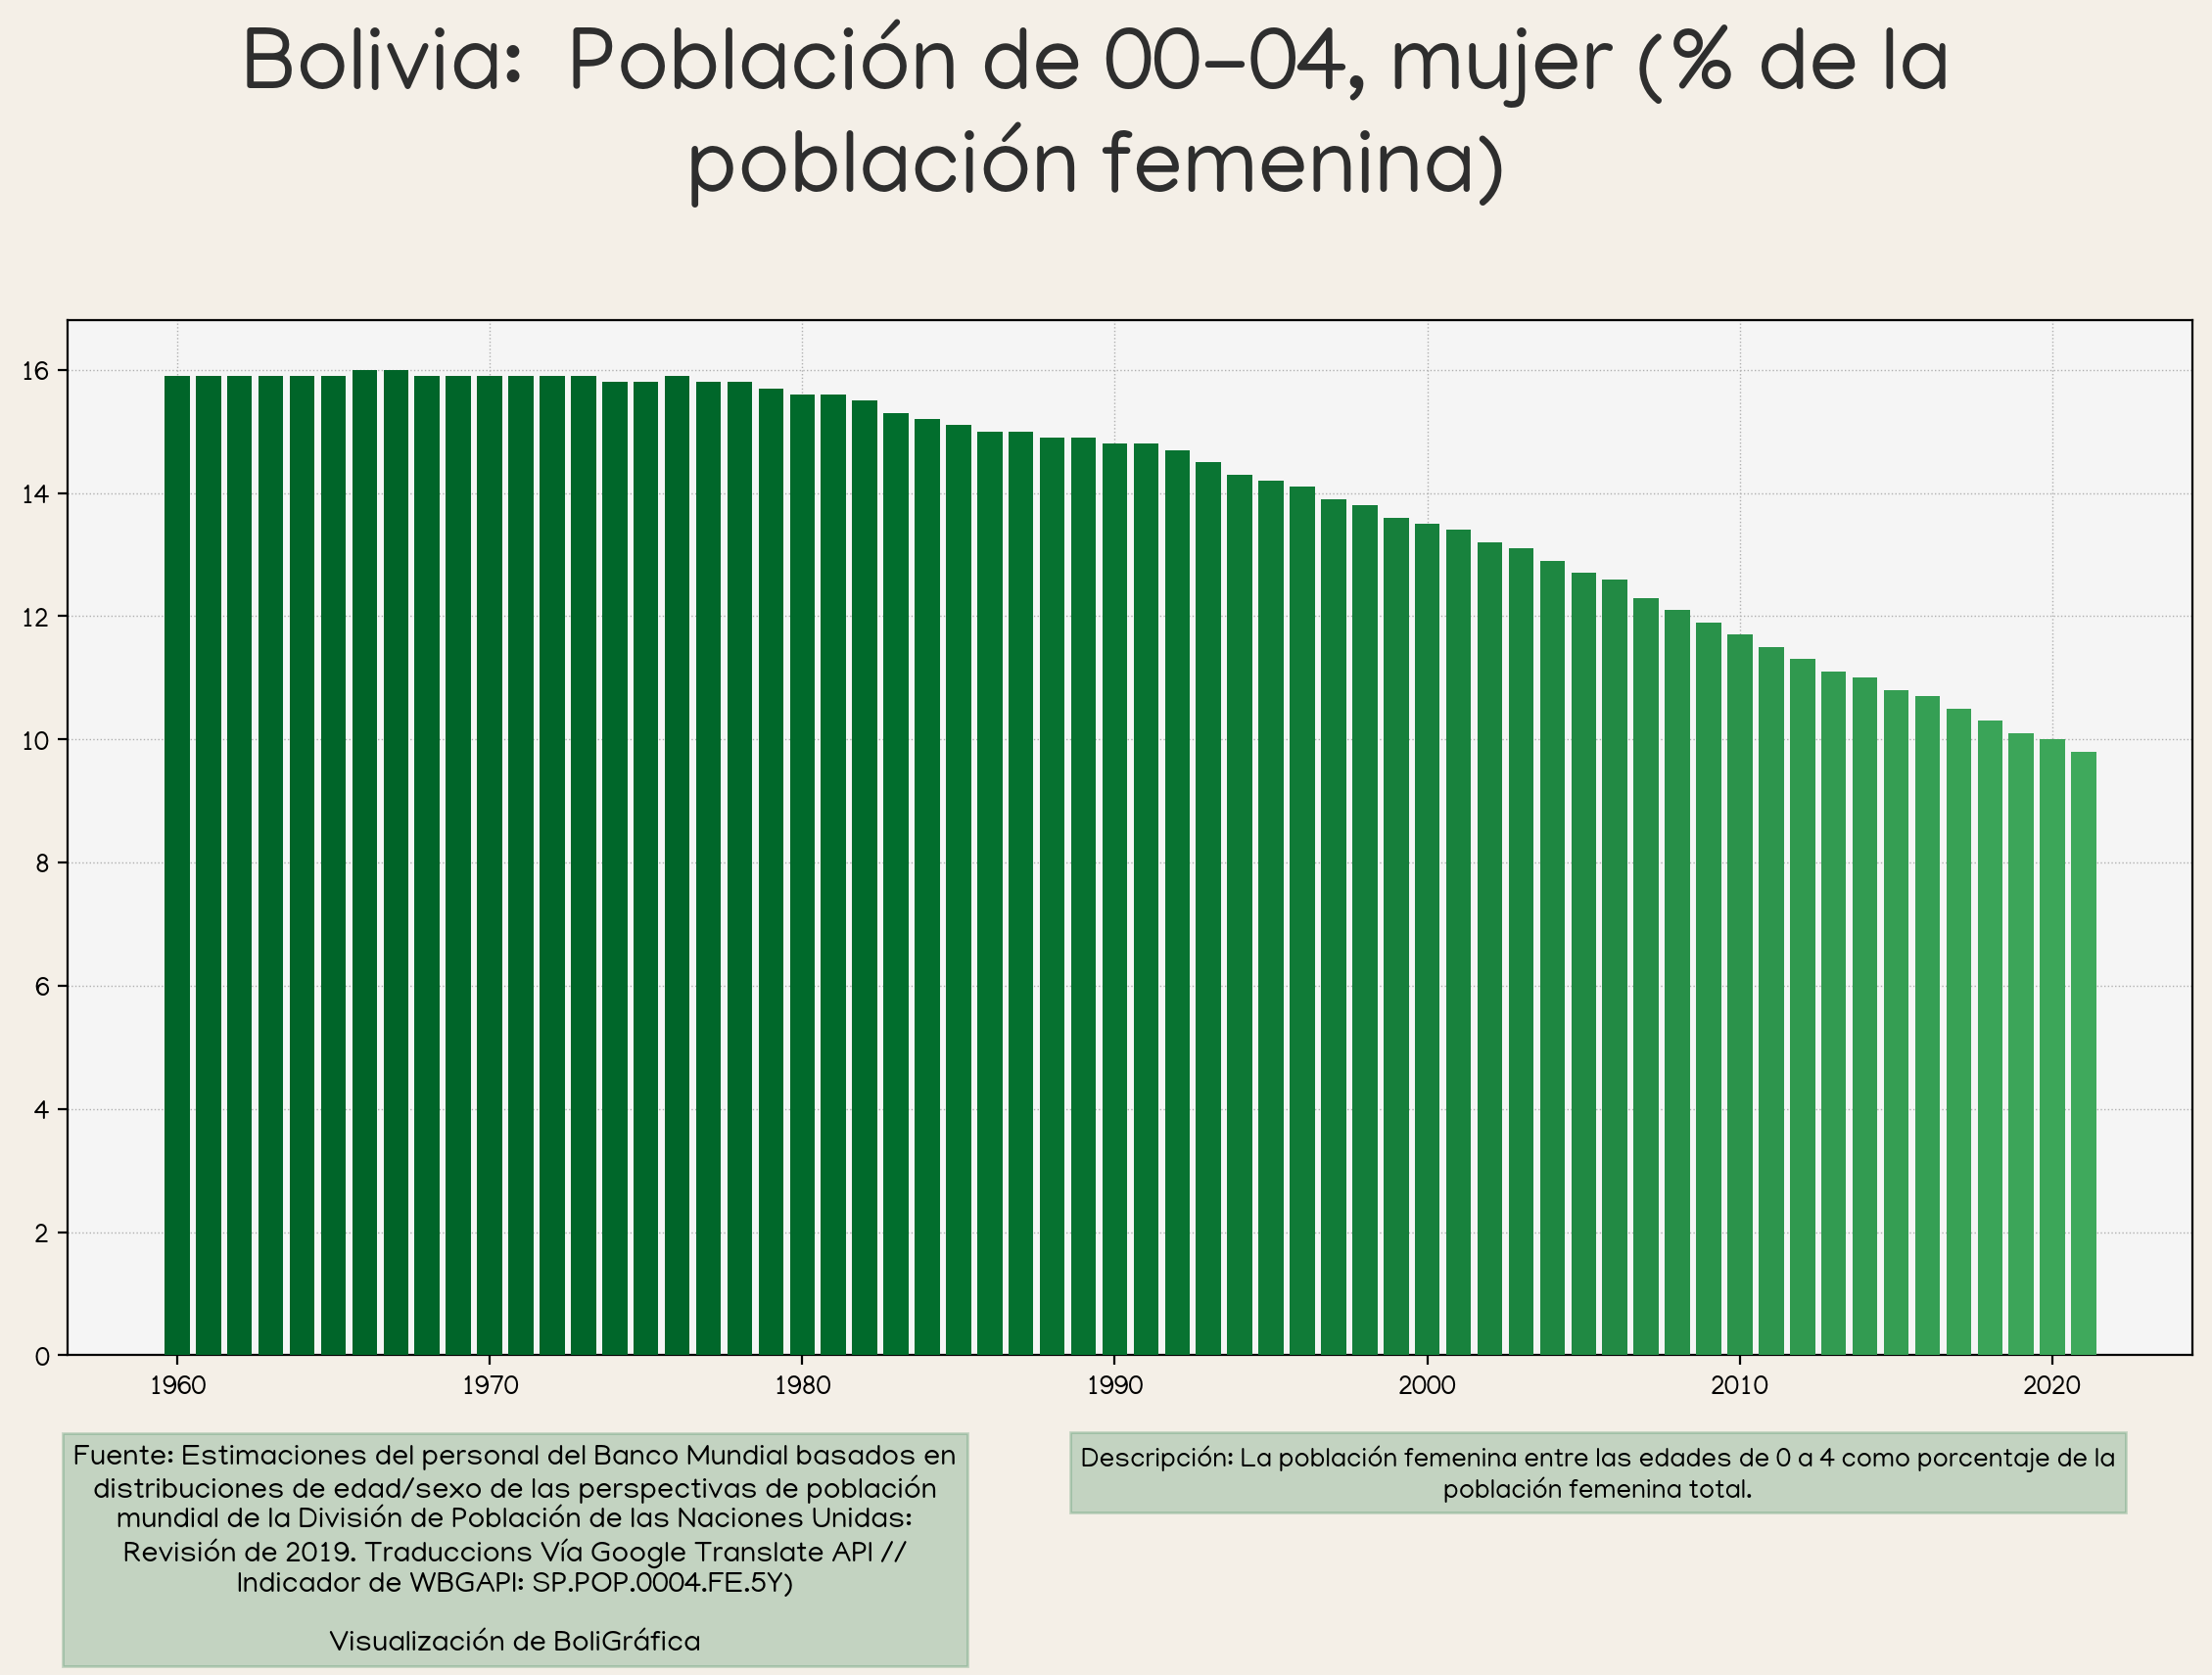 Bolivia: Población de 00-04, mujer (% de la
población femenina)
16
14
12
10
8
6
4
2
0
1960 1970 1980 1990 2000 2010 2020
Fuente: Estimaciones del personal del Banco Mundial basados en
distribuciones de edad/sexo de las perspectivas de población
mundial de la División de Población de las Naciones Unidas:
Revisión de 2019. Traduccions Vía Google Translate API //
Indicador de WBGAPI: SP.POP.0004.FE.5Y)
Visualización de BoliGráfica
Descripción: La población femenina entre las edades de 0 a 4 como porcentaje de la
población femenina total.